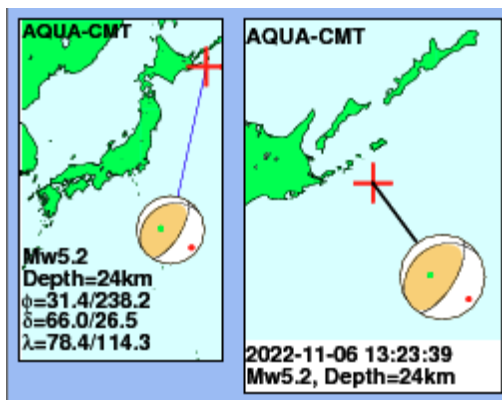 AQUA-CMT
Mw5.2
Depth=24km
ϕ=31.4/238.2
δ=66.0/26.5
λ=78.4/114.3
AQUA-CMT
2022-11-06 13:23:39
Mw5.2, Depth=24km